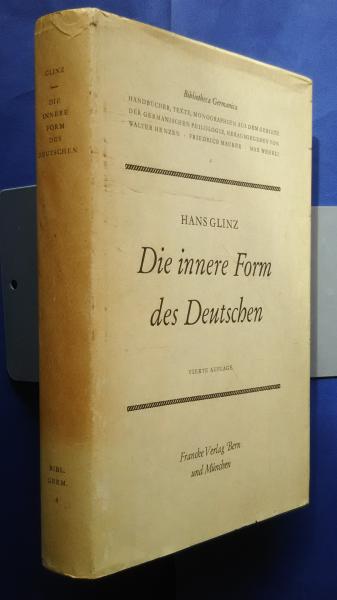 GLINZ
DIE
INNERE
FORM
DES
DEUTSCHEN
BIBL.
GERM.
4
Bibliotheca Germanica
HANDBÜCHER, TEXTE, MONOGRAPHIEN AUS DEM GEBIETE
DER GERMANISCHEN PHILOLOGIE, HERAUSGEGEBEN VON
WALTER HENZEN · FRIEDRICH MAURER · MAX WEHRLI
HANS GLINZ
Die innere Form
des Deutschen
VIERTE AUFLAGE
Francke Verlag Bern
und München